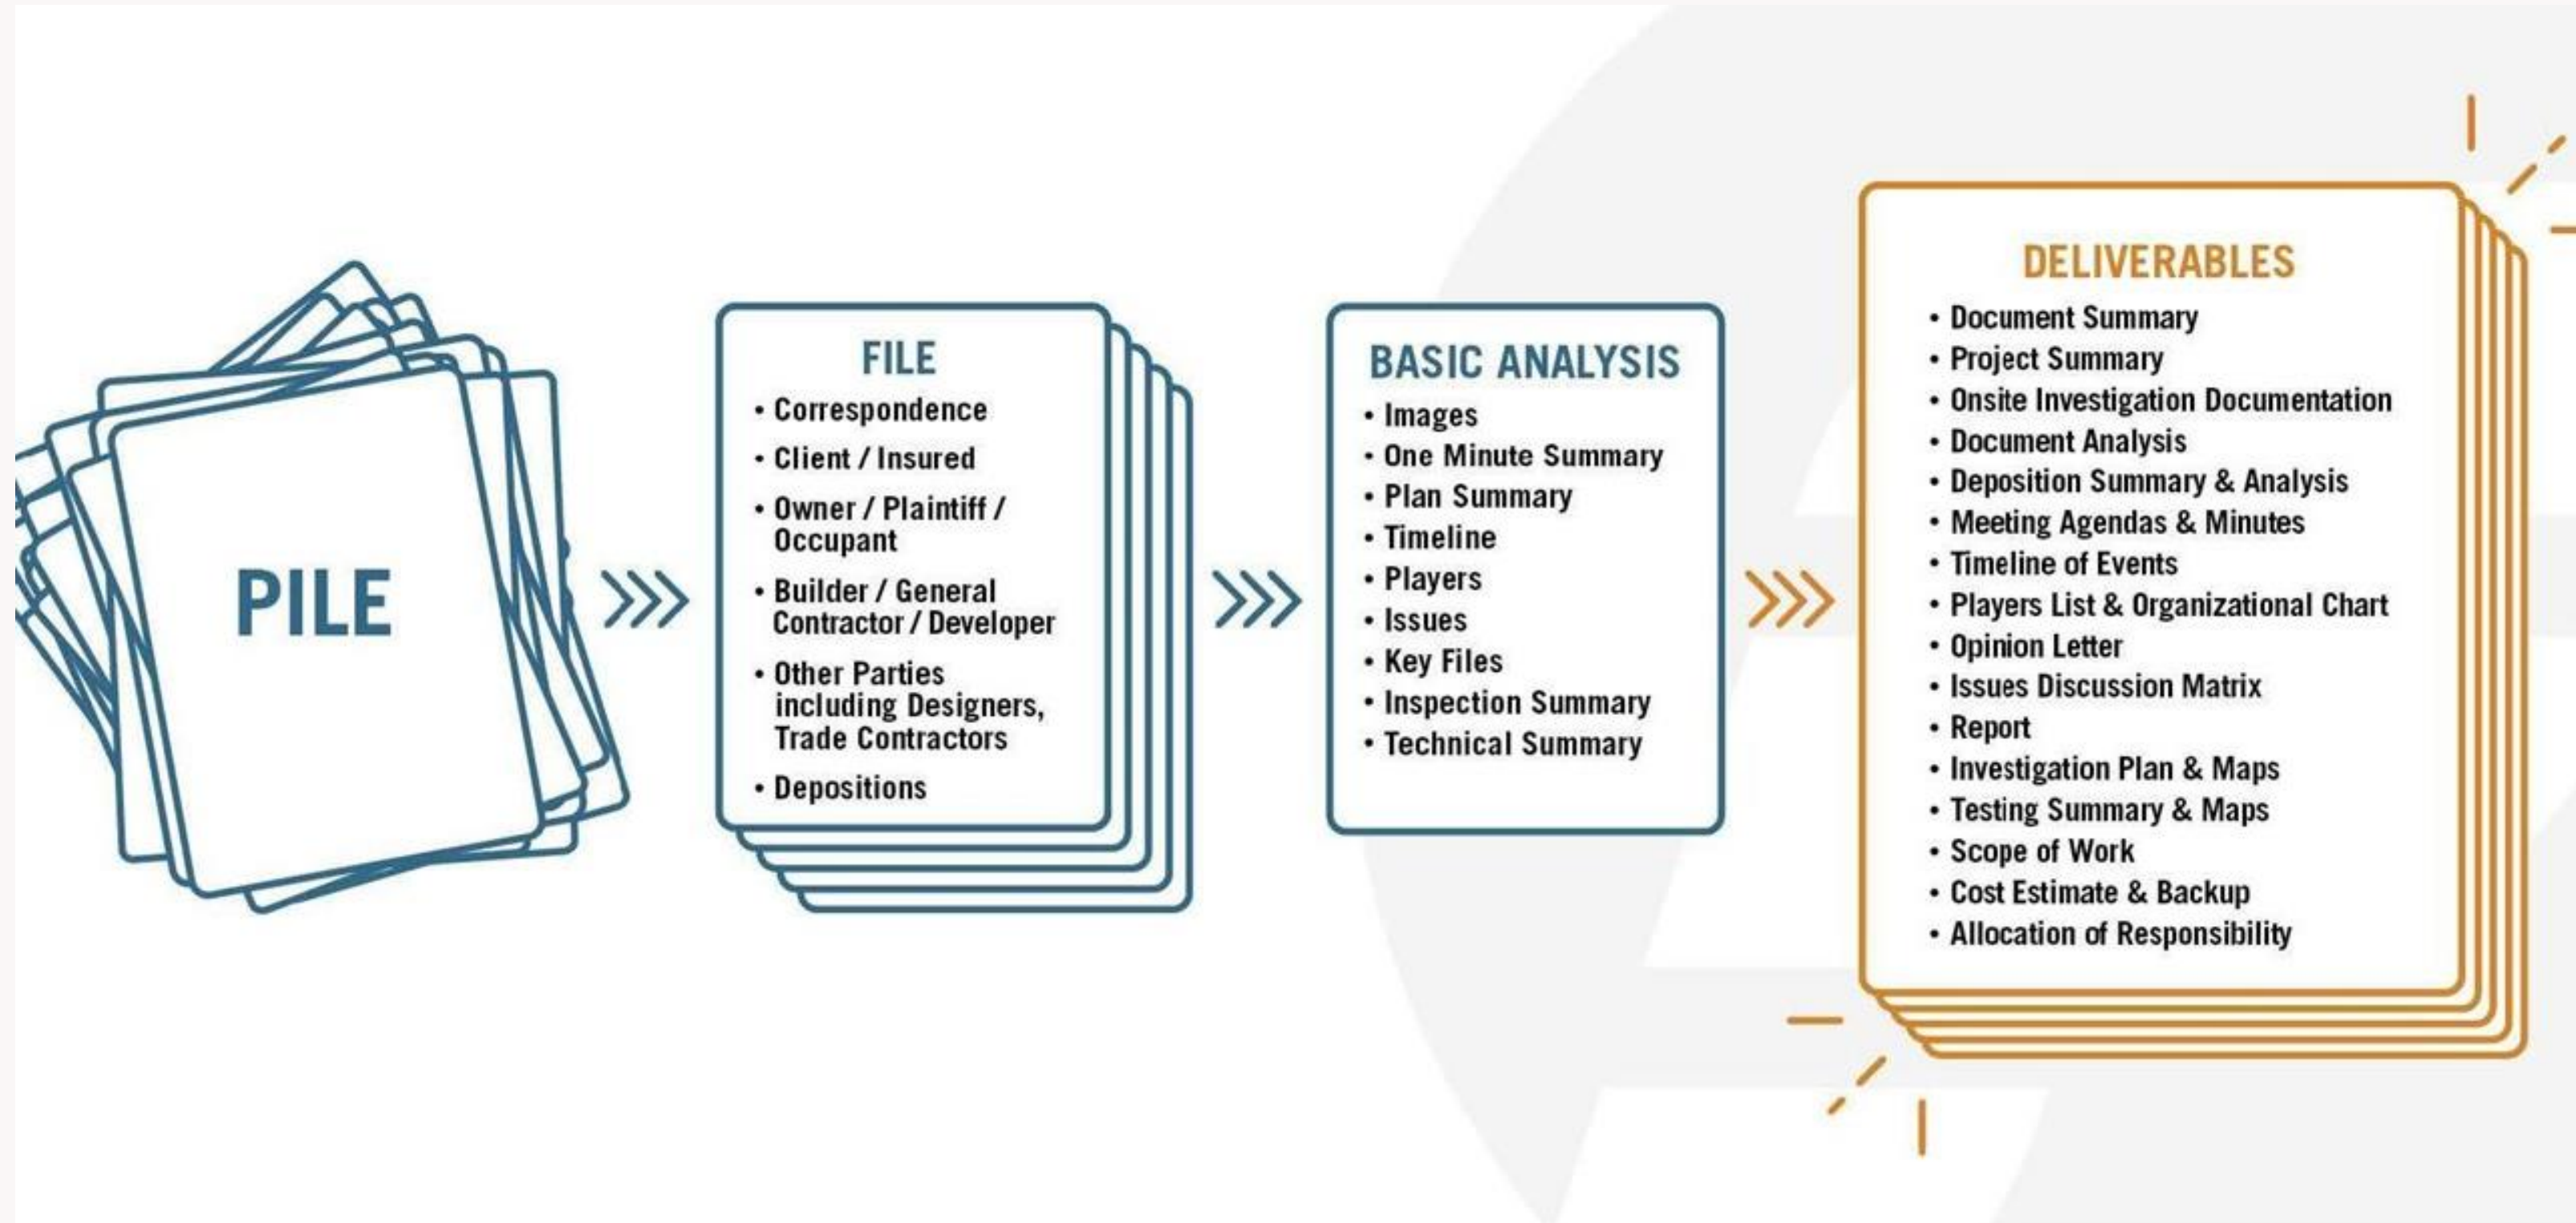 PILE
FILE
• Correspondence
• Client / Insured
• Owner / Plaintiff /
Occupant
• Builder / General
Contractor / Developer
• Other Parties
including Designers,
Trade Contractors
• Depositions
BASIC ANALYSIS
• Images
• One Minute Summary
• Plan Summary
• Timeline
• Players
• Issues
• Key Files
• Inspection Summary
• Technical Summary
DELIVERABLES
• Document Summary
• Project Summary
• Onsite Investigation Documentation
• Document Analysis
• Deposition Summary & Analysis
• Meeting Agendas & Minutes
• Timeline of Events
• Players List & Organizational Chart
• Opinion Letter
• Issues Discussion Matrix
• Report
• Investigation Plan & Maps
• Testing Summary & Maps
• Scope of Work
• Cost Estimate & Backup
• Allocation of Responsibility